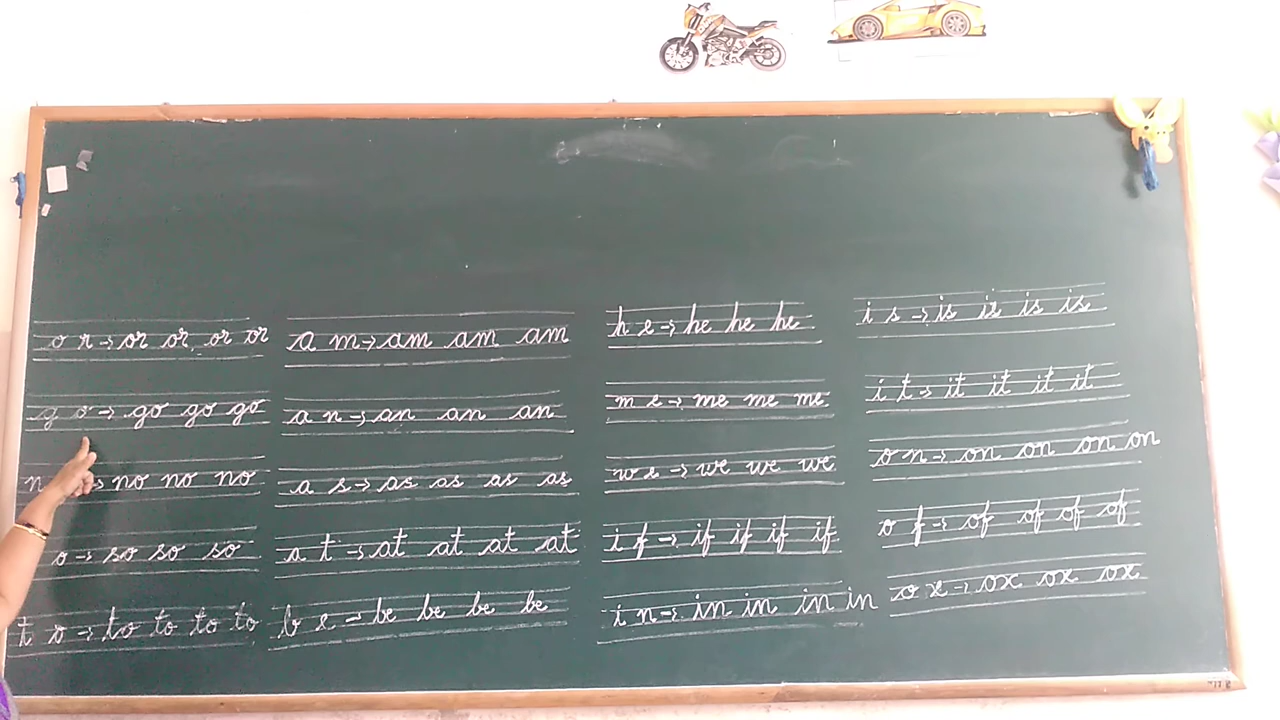 o r → or or or or
g o → go go go
n → no no no
o → so so so
t o → to to to to
a m → am am am
a n → an an an
a s → as as as as
a t → at at at at
b e → be be be be
h e → he he he
m e → me me me
w e → we we we
i f → if if if if
i n → in in in in
i s → is is is is
i t → it it it it
o n → on on on on
o f → of of of of
o x → ox ox ox